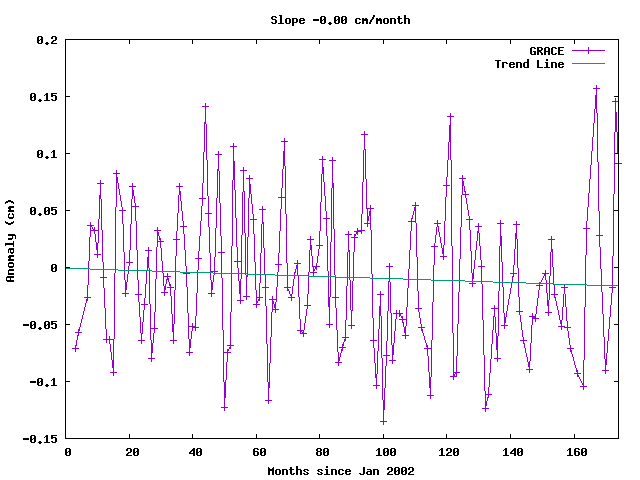 Slope -0.00 cm/month
GRACE
Trend Line
0.2
0.15
0.1
0.05
0
-0.05
-0.1
-0.15
Anomaly (cm)
0 20 40 60 80 100 120 140 160
Months since Jan 2002